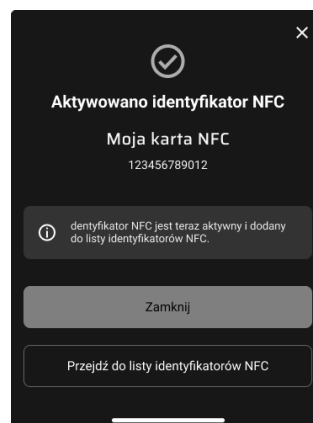 Aktywowano identyfikator NFC
Moja karta NFC
123456789012
dentyfikator NFC jest teraz aktywny i dodany
do listy identyfikatorów NFC.
Zamknij
Przejdź do listy identyfikatorów NFC